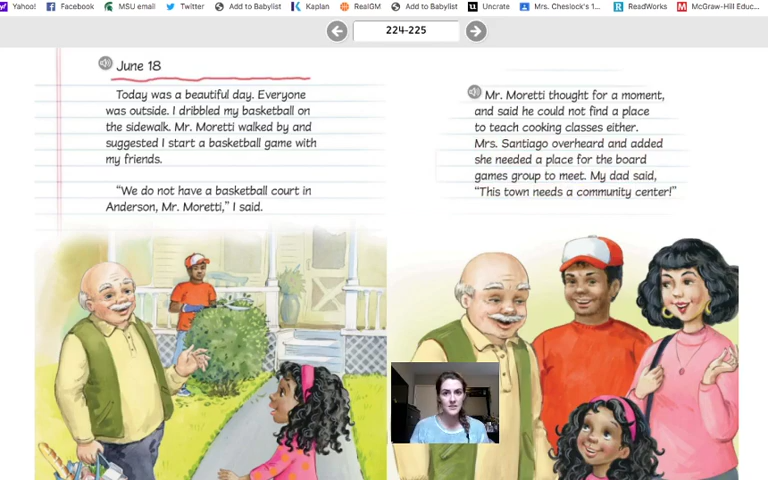 Yahoo!
Facebook
MSU email
Twitter
Add to Babylist
Kaplan
RealGM
Add to Babylist
Uncrate
Mrs. Cheslock's 1...
ReadWorks
McGraw-Hill Educ...
224-225
June 18
Today was a beautiful day. Everyone
was outside. I dribbled my basketball on
the sidewalk. Mr. Moretti walked by and
suggested I start a basketball game with
my friends.
“We do not have a basketball court in
Anderson, Mr. Moretti,” I said.
Mr. Moretti thought for a moment,
and said he could not find a place
to teach cooking classes either.
Mrs. Santiago overheard and added
she needed a place for the board
games group to meet. My dad said,
“This town needs a community center!”